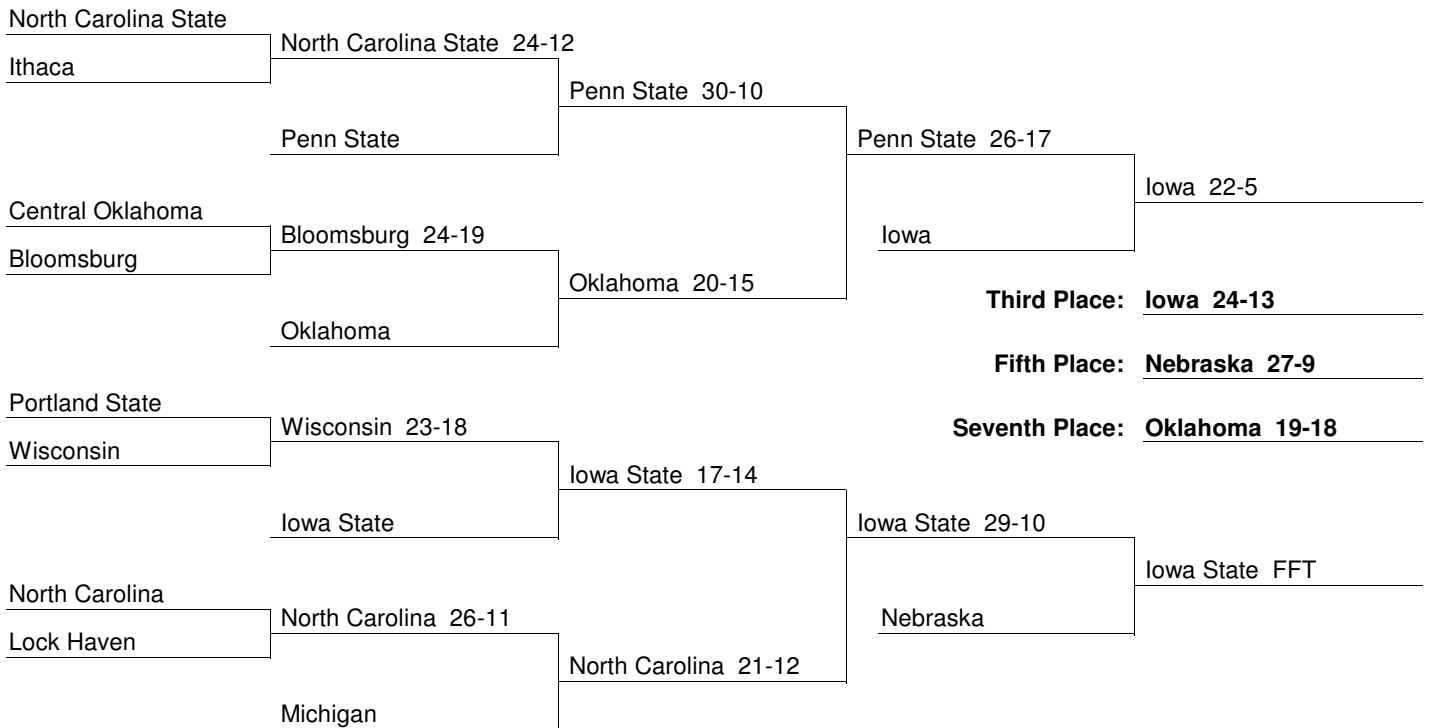 North Carolina State
North Carolina State 24-12
Ithaca
Penn State 30-10
Penn State
Penn State 26-17
Iowa 22-5
Central Oklahoma
Bloomsburg 24-19
Iowa
Bloomsburg
Oklahoma 20-15
Third Place: Iowa 24-13
Oklahoma
Fifth Place: Nebraska 27-9
Portland State
Wisconsin 23-18
Seventh Place: Oklahoma 19-18
Wisconsin
Iowa State 17-14
Iowa State
Iowa State 29-10
Iowa State FFT
North Carolina
North Carolina 26-11
Nebraska
Lock Haven
North Carolina 21-12
Michigan